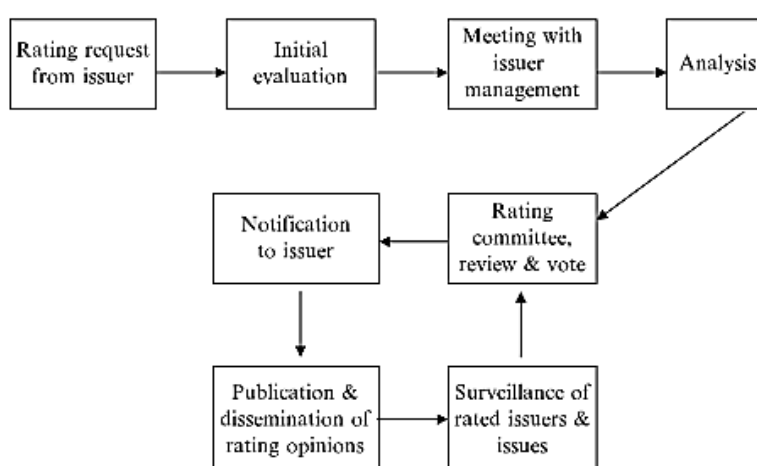 Rating request
from issuer
Initial
evaluation
Meeting with
issuer
management
Analysis
Notification
to issuer
Rating
committee,
review & vote
Publication &
dissemination of
rating opinions
Surveillance of
rated issuers &
issues